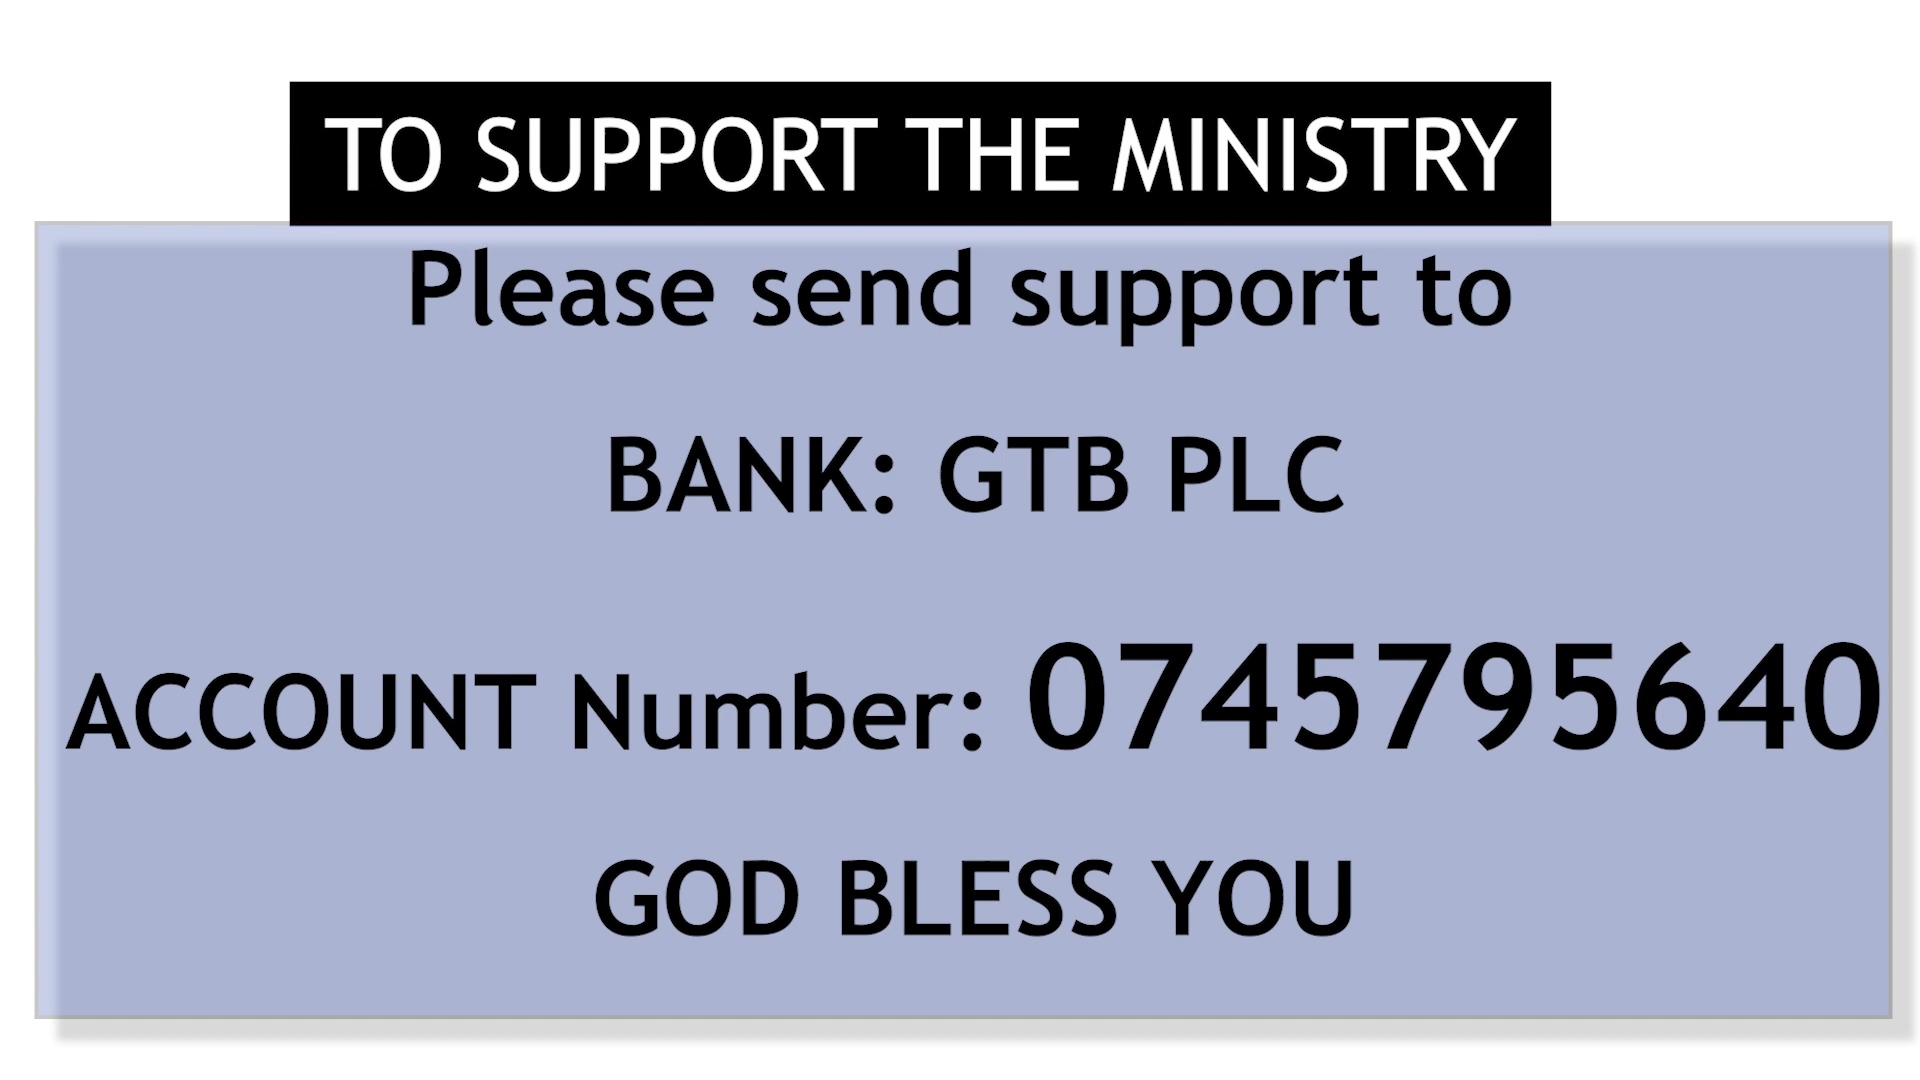 TO SUPPORT THE MINISTRY
Please send support to
BANK: GTB PLC
ACCOUNT Number: 0745795640
GOD BLESS YOU